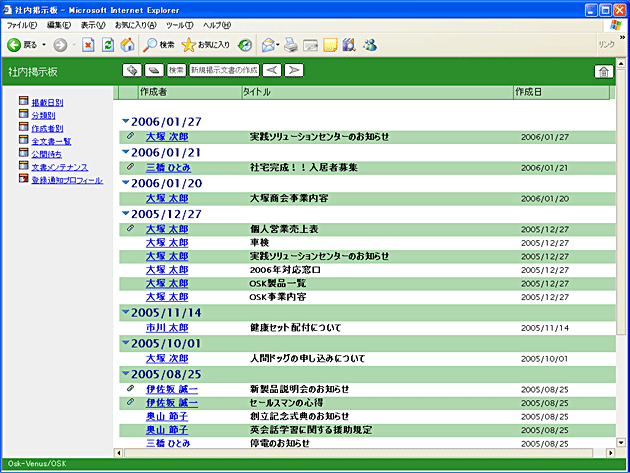 社内掲示板 - Microsoft Internet Explorer
ファイル(F) 編集(E) 表示(V) お気に入り(A) ツール(T) ヘルプ(H)
戻る 検索 お気に入り リンク
社内掲示板 検索 新規掲示文書の作成
掲載日別
分類別
作成者別
全文書一覧
公開待ち
文書メンテナンス
登録通知プロフィール
作成者 タイトル 作成日
2006/01/27
大塚 次郎 実践ソリューションセンターのお知らせ 2006/01/27
2006/01/21
三橋 ひとみ 社宅完成!!入居者募集 2006/01/21
2006/01/20
大塚 太郎 大塚商会事業内容 2006/01/20
2005/12/27
大塚 太郎 個人営業売上表 2005/12/27
大塚 太郎 車検 2005/12/27
大塚 太郎 実践ソリューションセンターのお知らせ 2005/12/27
大塚 太郎 2006年対応窓口 2005/12/27
大塚 太郎 OSK製品一覧 2005/12/27
大塚 太郎 OSK事業内容 2005/12/27
2005/11/14
市川 太郎 健康セット配付について 2005/11/14
2005/10/01
大塚 次郎 人間ドッグの申し込みについて 2005/10/01
2005/08/25
伊佐坂 誠一 新製品説明会のお知らせ 2005/08/25
伊佐坂 誠一 セールスマンの心得 2005/08/25
奥山 節子 創立記念式典のお知らせ 2005/08/25
奥山 節子 英会話学習に関する援助規定 2005/08/25
三橋 ひとみ 停電のお知らせ 2005/08/25
Osk-Venus/OSK